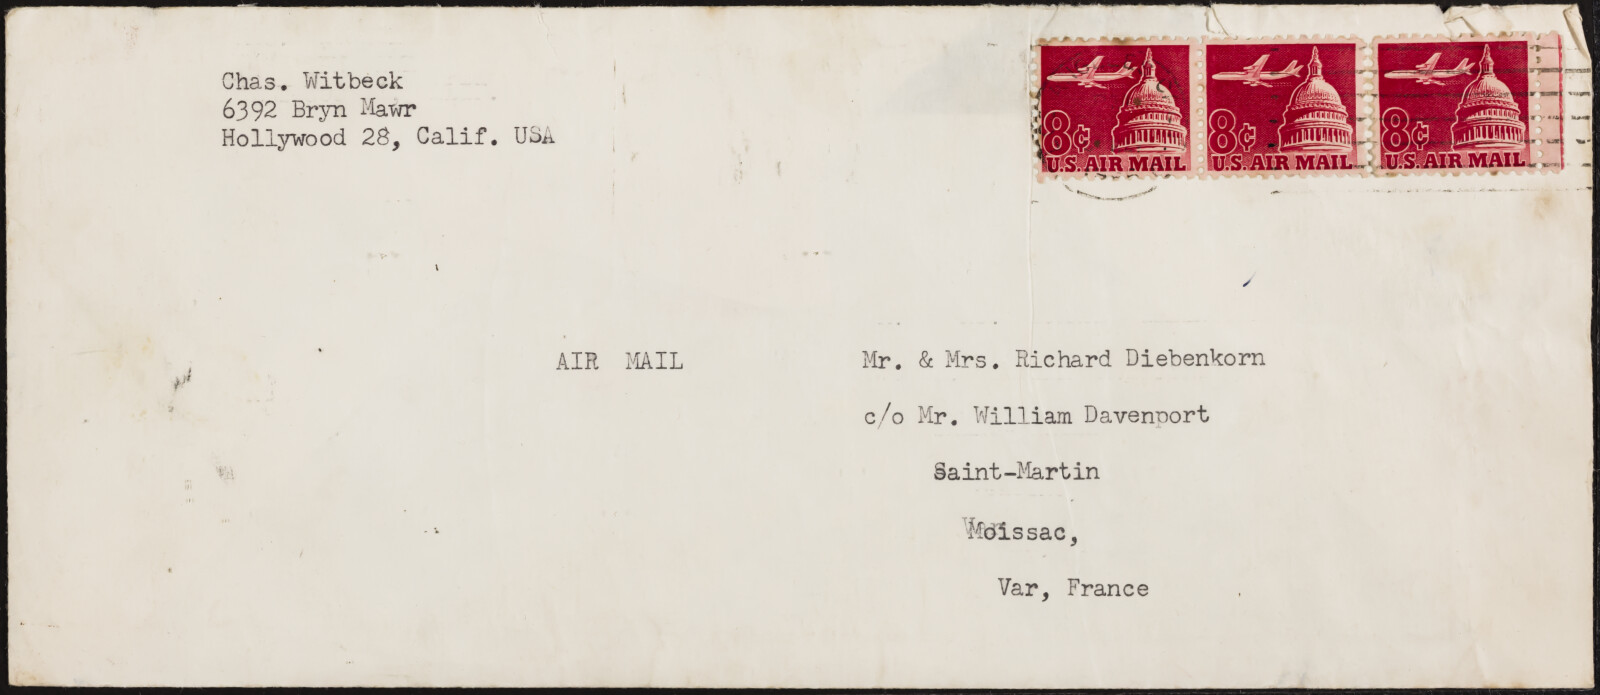 Chas. Witbeck
6392 Bryn Mawr
Hollywood 28, Calif. USA
8¢
U.S. AIR MAIL
8¢
U.S. AIR MAIL
8¢
U.S. AIR MAIL
AIR MAIL
Mr. & Mrs. Richard Diebenkorn
c/o Mr. William Davenport
Saint-Martin
Moissac,
Var, France